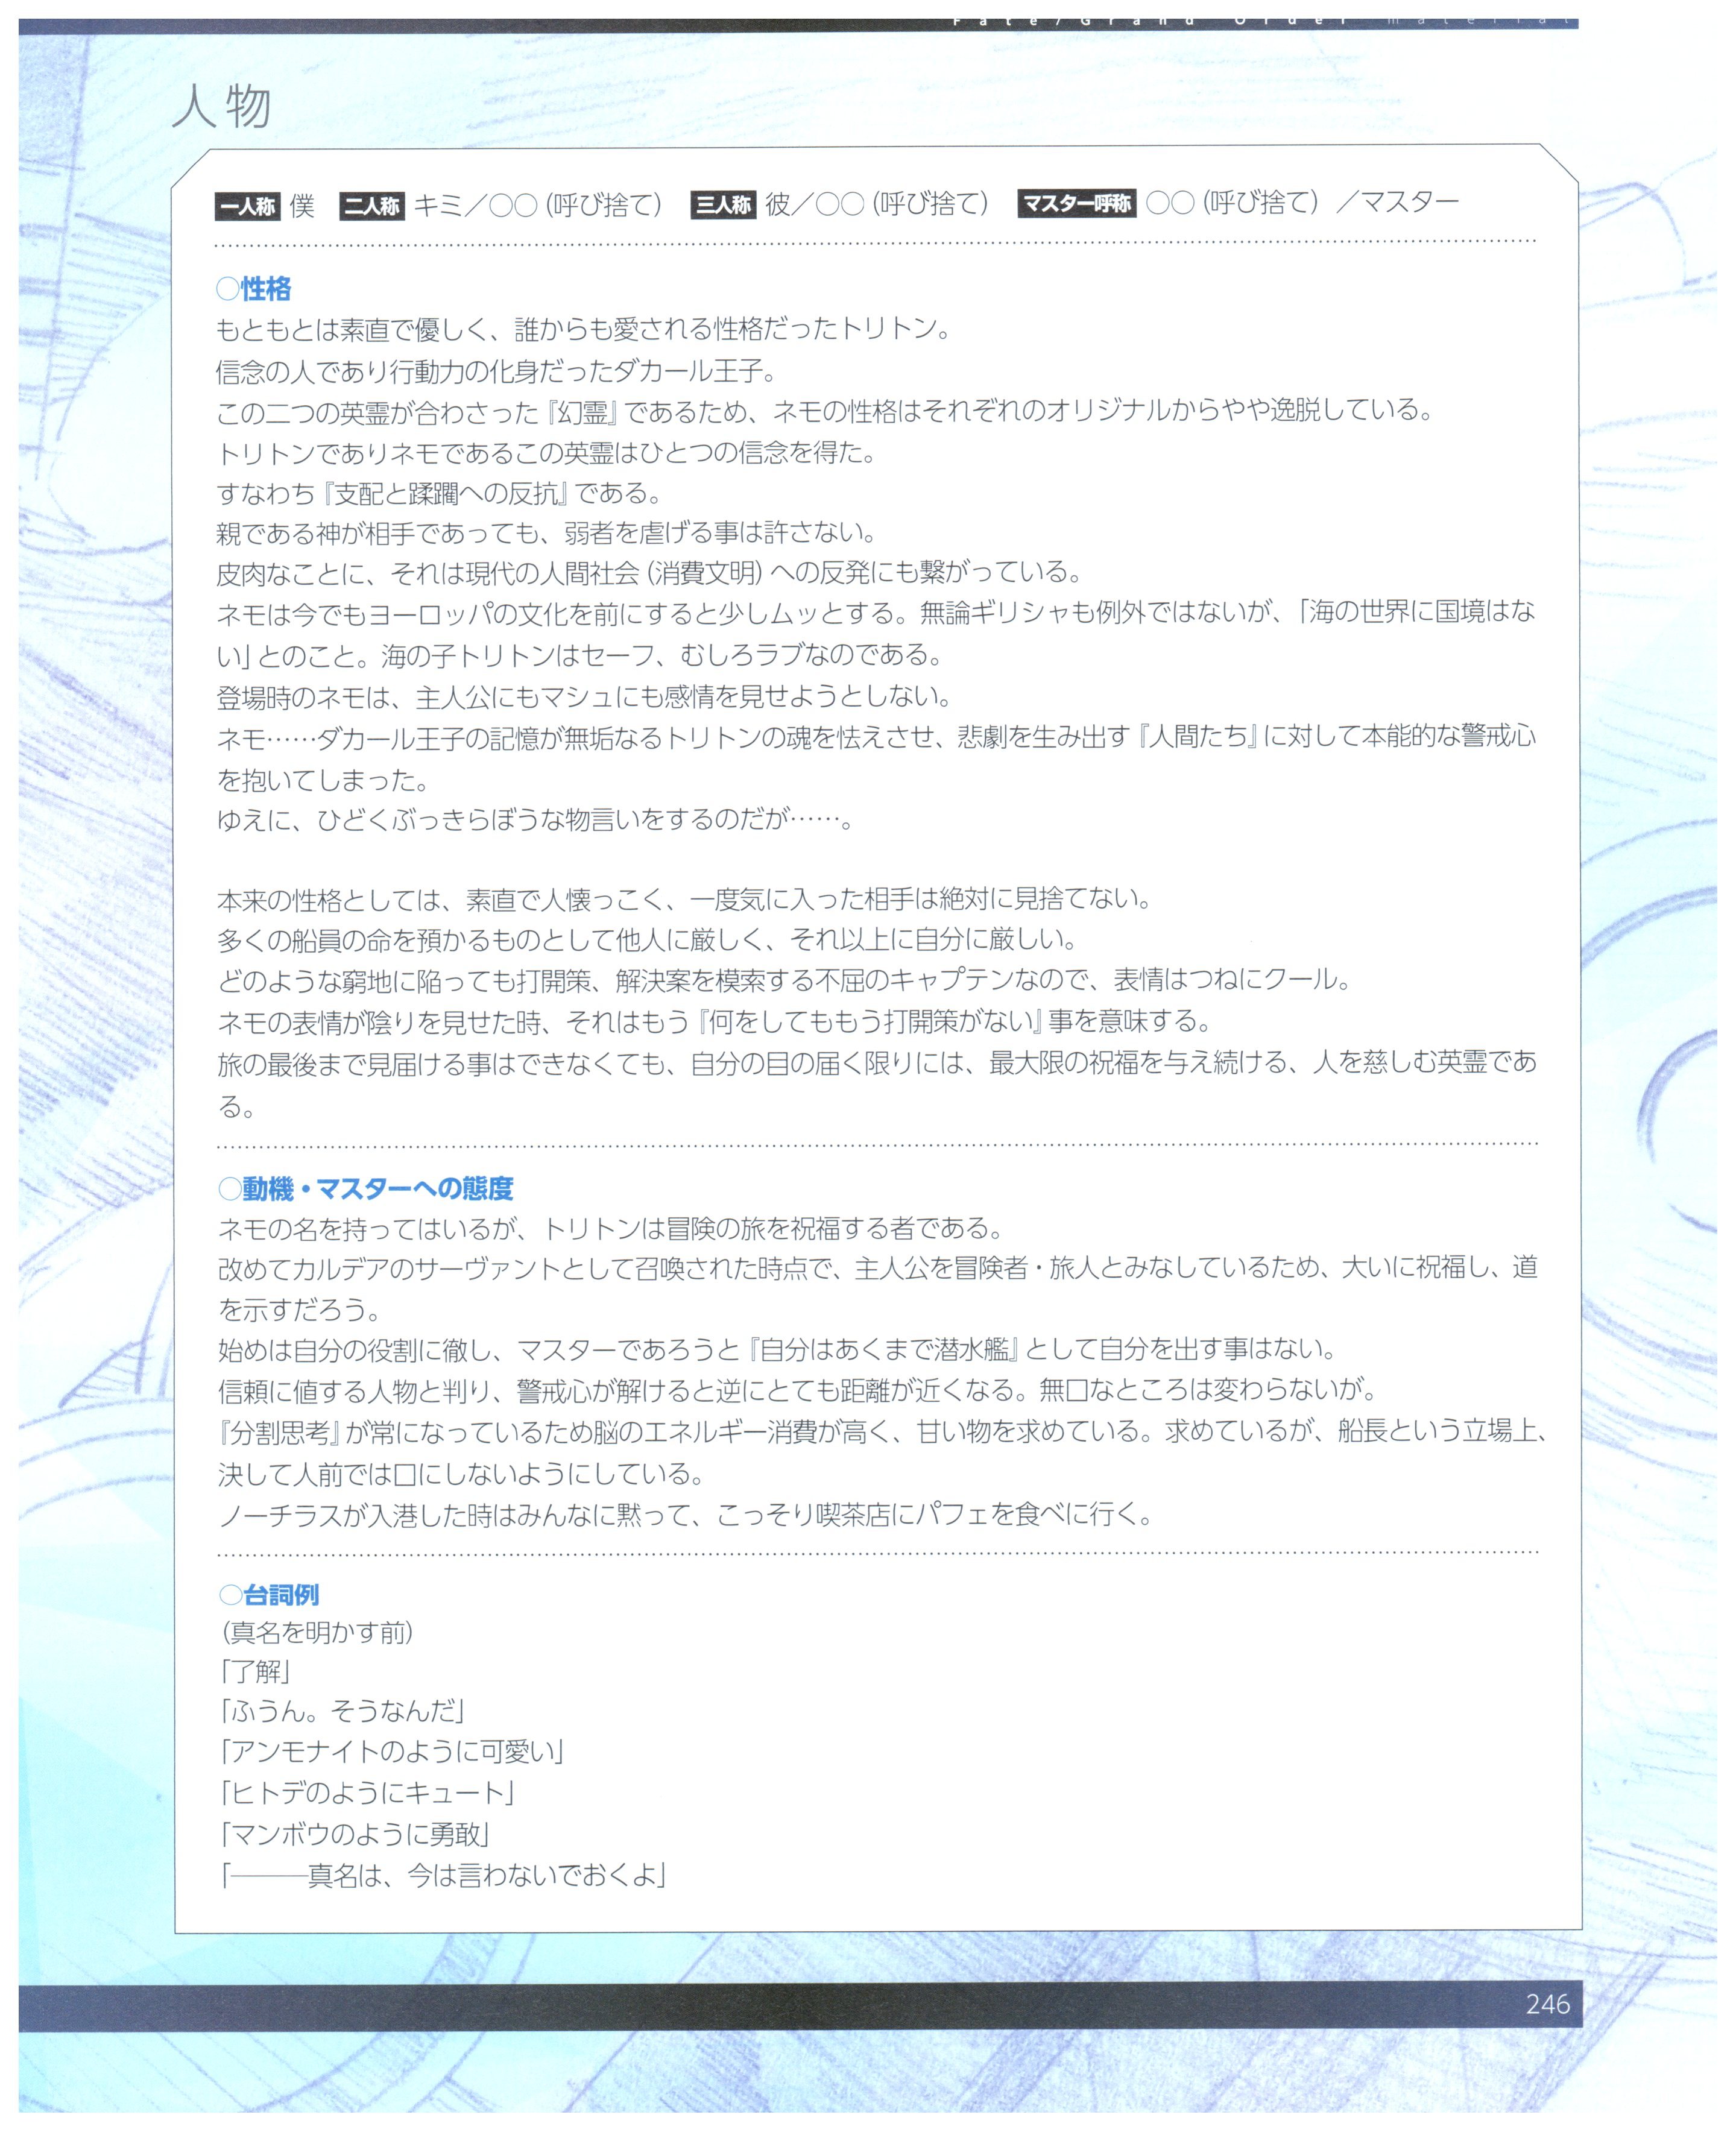 Fate/Grand Order material
人物
一人称 僕 二人称 キミ／〇〇（呼び捨て） 三人称 彼／〇〇（呼び捨て） マスター呼称 〇〇（呼び捨て）／マスター
○性格
もともとは素直で優しく、誰からも愛される性格だったトリトン。
信念の人であり行動力の化身だったダカール王子。
この二つの英霊が合わさった『幻霊』であるため、ネモの性格はそれぞれのオリジナルからやや逸脱している。
トリトンでありネモであるこの英霊はひとつの信念を得た。
すなわち『支配と蹂躙への反抗』である。
親である神が相手であっても、弱者を虐げる事は許さない。
皮肉なことに、それは現代の人間社会（消費文明）への反発にも繋がっている。
ネモは今でもヨーロッパの文化を前にすると少しムッとする。無論ギリシャも例外ではないが、「海の世界に国境はな
い」とのこと。海の子トリトンはセーフ、むしろラブなのである。
登場時のネモは、主人公にもマシュにも感情を見せようとしない。
ネモ……ダカール王子の記憶が無垢なるトリトンの魂を怯えさせ、悲劇を生み出す『人間たち』に対して本能的な警戒心
を抱いてしまった。
ゆえに、ひどくぶっきらぼうな物言いをするのだが……。
本来の性格としては、素直で人懐っこく、一度気に入った相手は絶対に見捨てない。
多くの船員の命を預かるものとして他人に厳しく、それ以上に自分に厳しい。
どのような窮地に陥っても打開策、解決案を模索する不屈のキャプテンなので、表情はつねにクール。
ネモの表情が陰りを見せた時、それはもう『何をしてももう打開策がない』事を意味する。
旅の最後まで見届ける事はできなくても、自分の目の届く限りには、最大限の祝福を与え続ける、人を慈しむ英霊であ
る。
○動機・マスターへの態度
ネモの名を持ってはいるが、トリトンは冒険の旅を祝福する者である。
改めてカルデアのサーヴァントとして召喚された時点で、主人公を冒険者・旅人とみなしているため、大いに祝福し、道
を示すだろう。
始めは自分の役割に徹し、マスターであろうと『自分はあくまで潜水艦』として自分を出す事はない。
信頼に値する人物と判り、警戒心が解けると逆にとても距離が近くなる。無口なところは変わらないが。
『分割思考』が常になっているため脳のエネルギー消費が高く、甘い物を求めている。求めているが、船長という立場上、
決して人前では口にしないようにしている。
ノーチラスが入港した時はみんなに黙って、こっそり喫茶店にパフェを食べに行く。
○台詞例
（真名を明かす前）
「了解」
「ふうん。そうなんだ」
「アンモナイトのように可愛い」
「ヒトデのようにキュート」
「マンボウのように勇敢」
「―――真名は、今は言わないでおくよ」
246